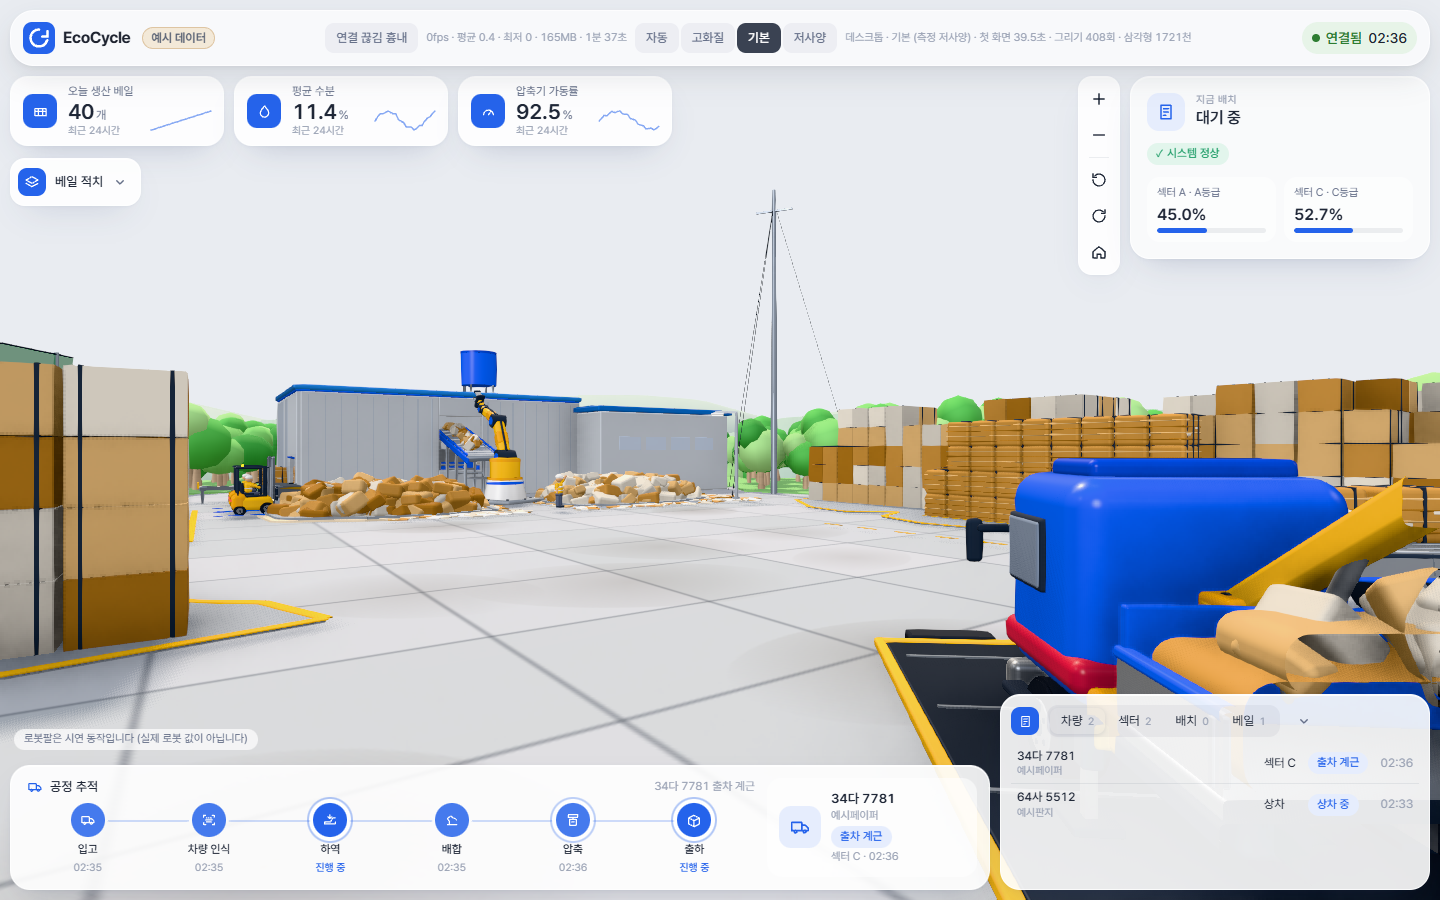 EcoCycle
예시 데이터
연결 끊김 흉내
0fps · 평균 0.4 · 최저 0 · 165MB · 1분 37초
자동
고화질
기본
저사양
데스크톱 · 기본 (측정 저사양) · 첫 화면 39.5초 · 그리기 408회 · 삼각형 1721천
연결됨 02:36
오늘 생산 베일
40개
최근 24시간
평균 수분
11.4%
최근 24시간
압축기 가동률
92.5%
최근 24시간
지금 배치
대기 중
✓ 시스템 정상
섹터 A · A등급
45.0%
섹터 C · C등급
52.7%
베일 적치
로봇팔은 시연 동작입니다 (실제 로봇 값이 아닙니다)
공정 추적
34다 7781 출차 계근
입고
02:35
차량 인식
02:35
하역
진행 중
배합
02:35
압축
02:36
출하
진행 중
34다 7781
예시페이퍼
출차 계근
섹터 C · 02:36
차량 2
섹터 2
배치 0
베일 1
34다 7781
예시페이퍼
섹터 C
출차 계근
02:36
64사 5512
예시판지
상차
상차 중
02:33